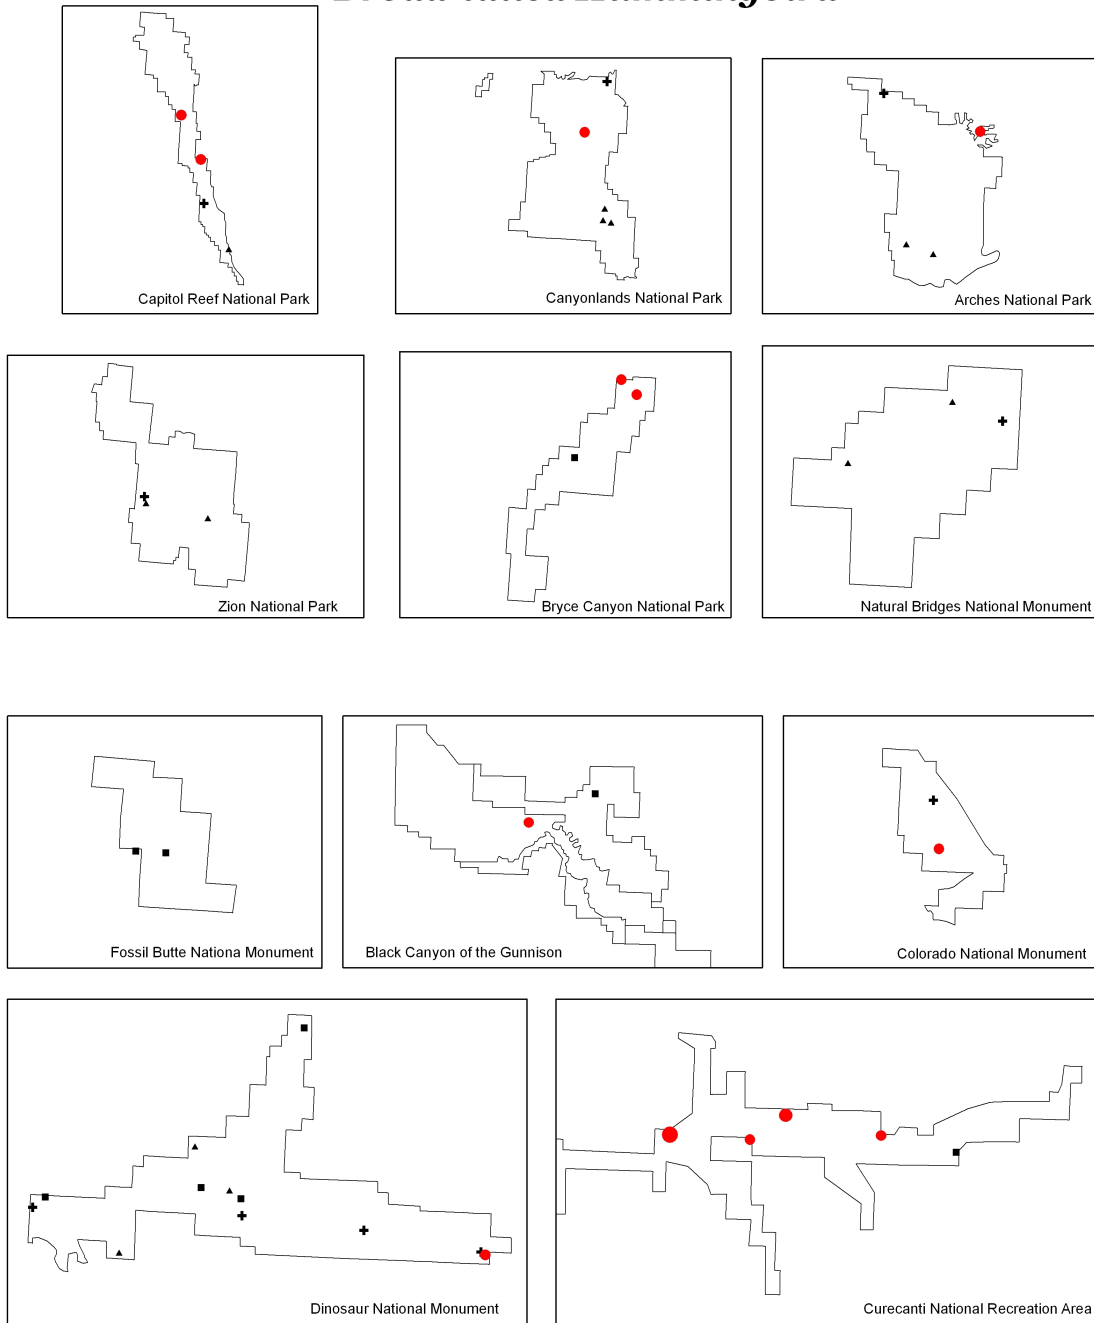 Capitol Reef National Park
Canyonlands National Park
Arches National Park
Zion National Park
Bryce Canyon National Park
Natural Bridges National Monument
Fossil Butte Nationa Monument
Black Canyon of the Gunnison
Colorado National Monument
Dinosaur National Monument
Curecanti National Recreation Area